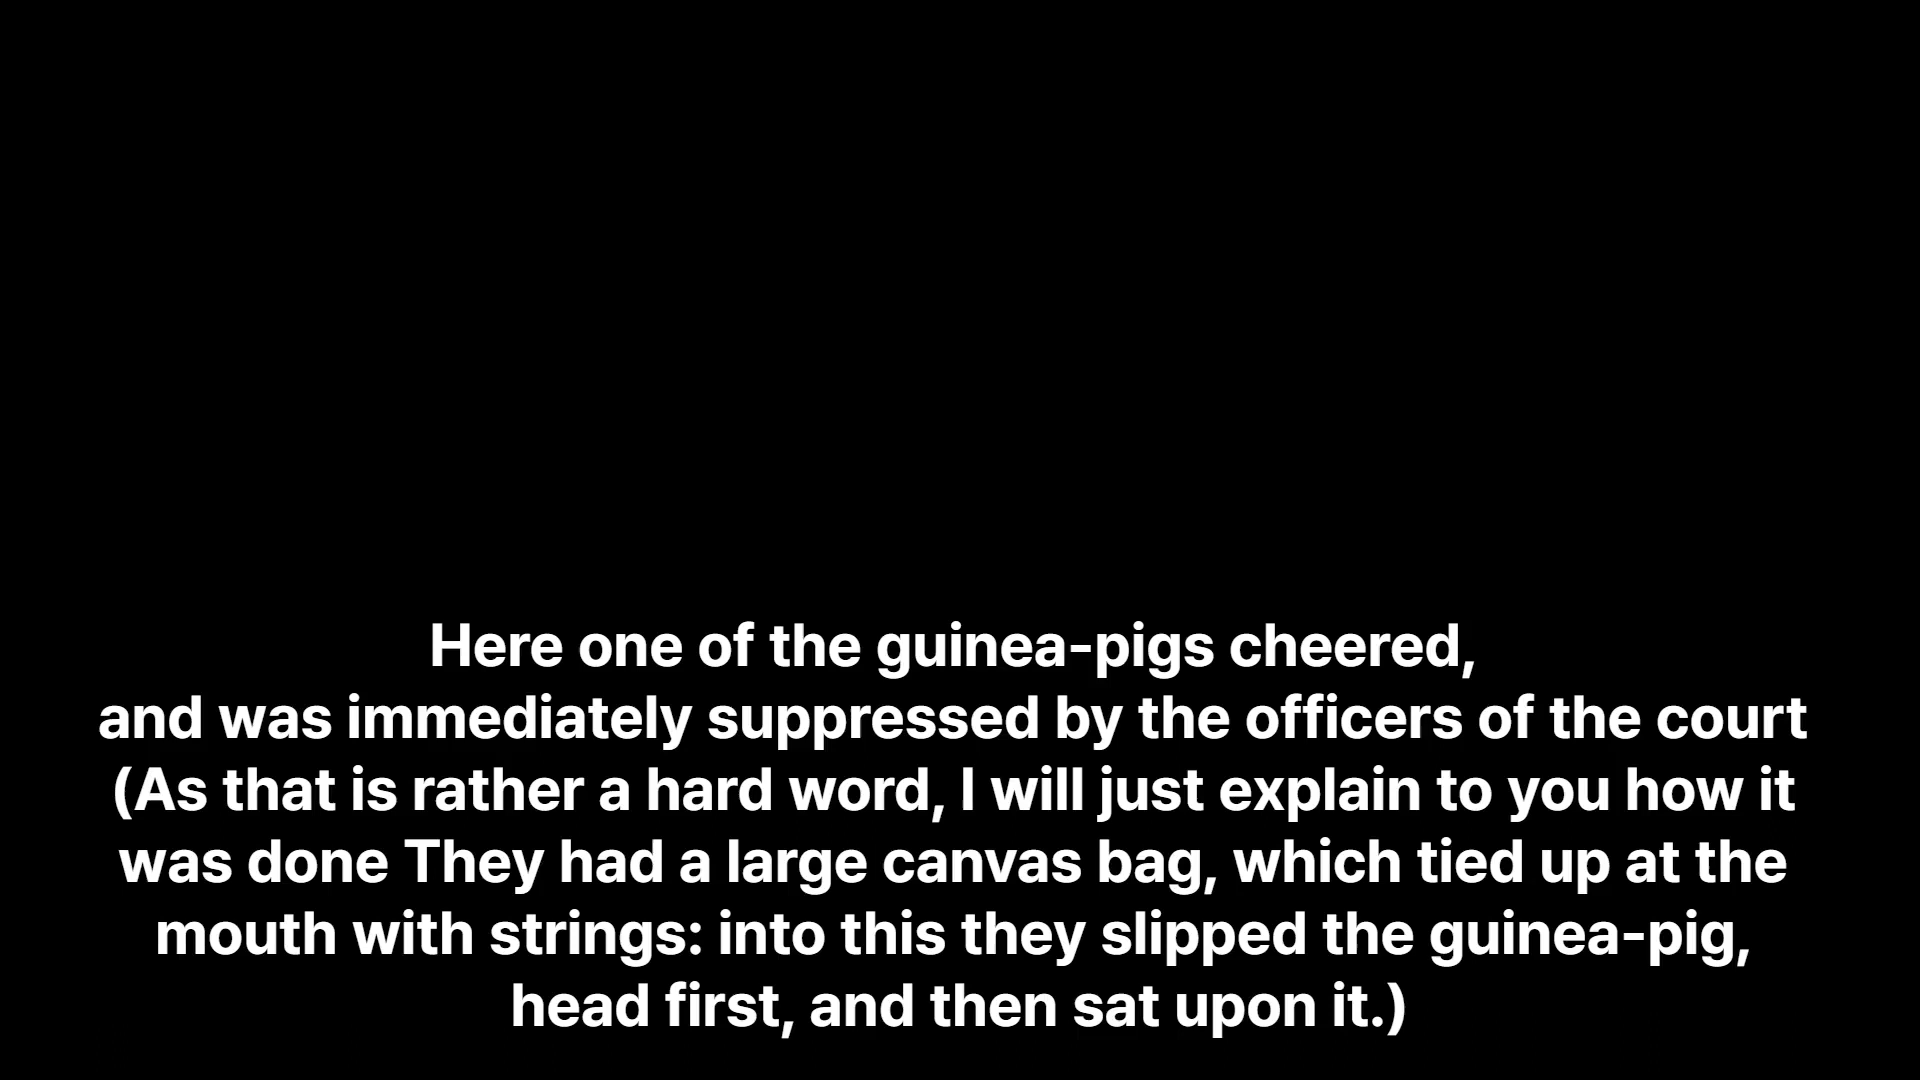 Here one of the guinea-pigs cheered,
and was immediately suppressed by the officers of the court
(As that is rather a hard word, I will just explain to you how it
was done They had a large canvas bag, which tied up at the
mouth with strings: into this they slipped the guinea-pig,
head first, and then sat upon it.)